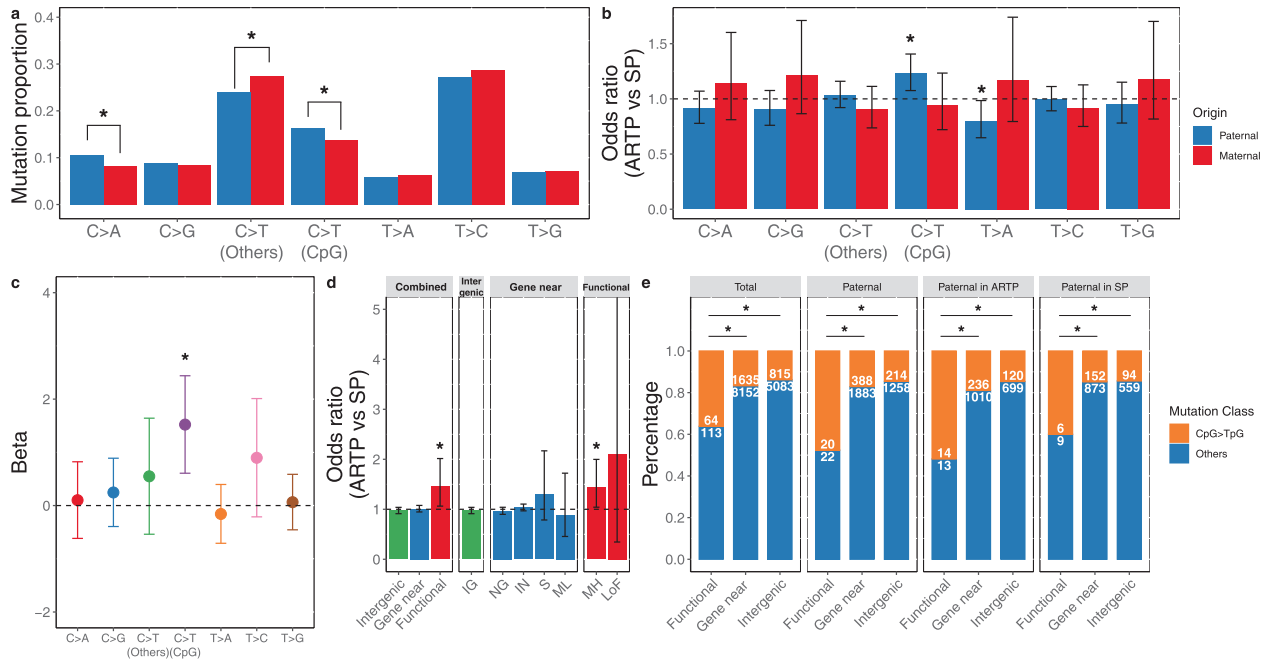 a
Mutation proportion
0.4
0.3
0.2
0.1
0.0
*
*
*
C>A C>G C>T C>T T>A T>C T>G
(Others) (CpG)
b
Odds ratio
(ARTP vs SP)
1.5
1.0
0.5
0.0
*
*
C>A C>G C>T C>T T>A T>C T>G
(Others) (CpG)
Origin
Paternal
Maternal
c
Beta
4
2
0
−2
*
C>A C>G C>T C>T T>A T>C T>G
(Others)(CpG)
d
Combined
Inter
genic
Gene near
Functional
Odds ratio
(ARTP vs SP)
5
4
3
2
1
0
*
*
Intergenic
Gene near
Functional
IG
NG
IN
S
ML
MH
LoF
e
Total
Paternal
Paternal in ARTP
Paternal in SP
Percentage
1.0
0.8
0.6
0.4
0.2
0.0
*
*
64
113
1635
8152
815
5083
*
*
20
22
388
1883
214
1258
*
*
14
13
236
1010
120
699
*
*
6
9
152
873
94
559
Functional
Gene near
Intergenic
Functional
Gene near
Intergenic
Functional
Gene near
Intergenic
Functional
Gene near
Intergenic
Mutation Class
CpG>TpG
Others